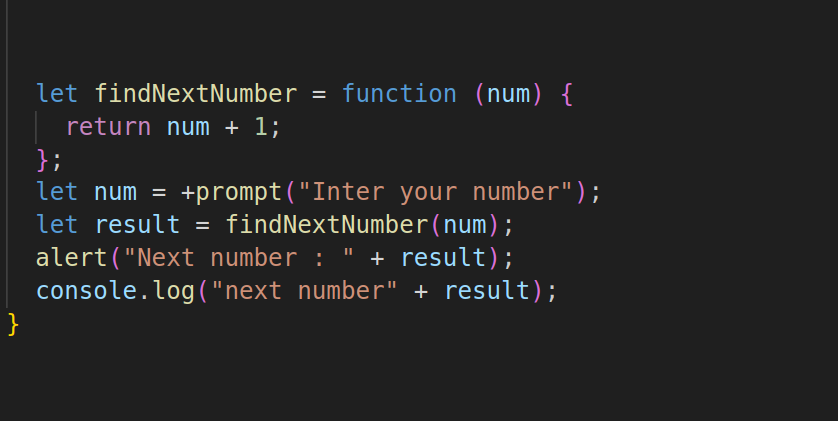 let findNextNumber = function (num) {
return num + 1;
};
let num = +prompt("Inter your number");
let result = findNextNumber(num);
alert("Next number : " + result);
console.log("next number" + result);
}